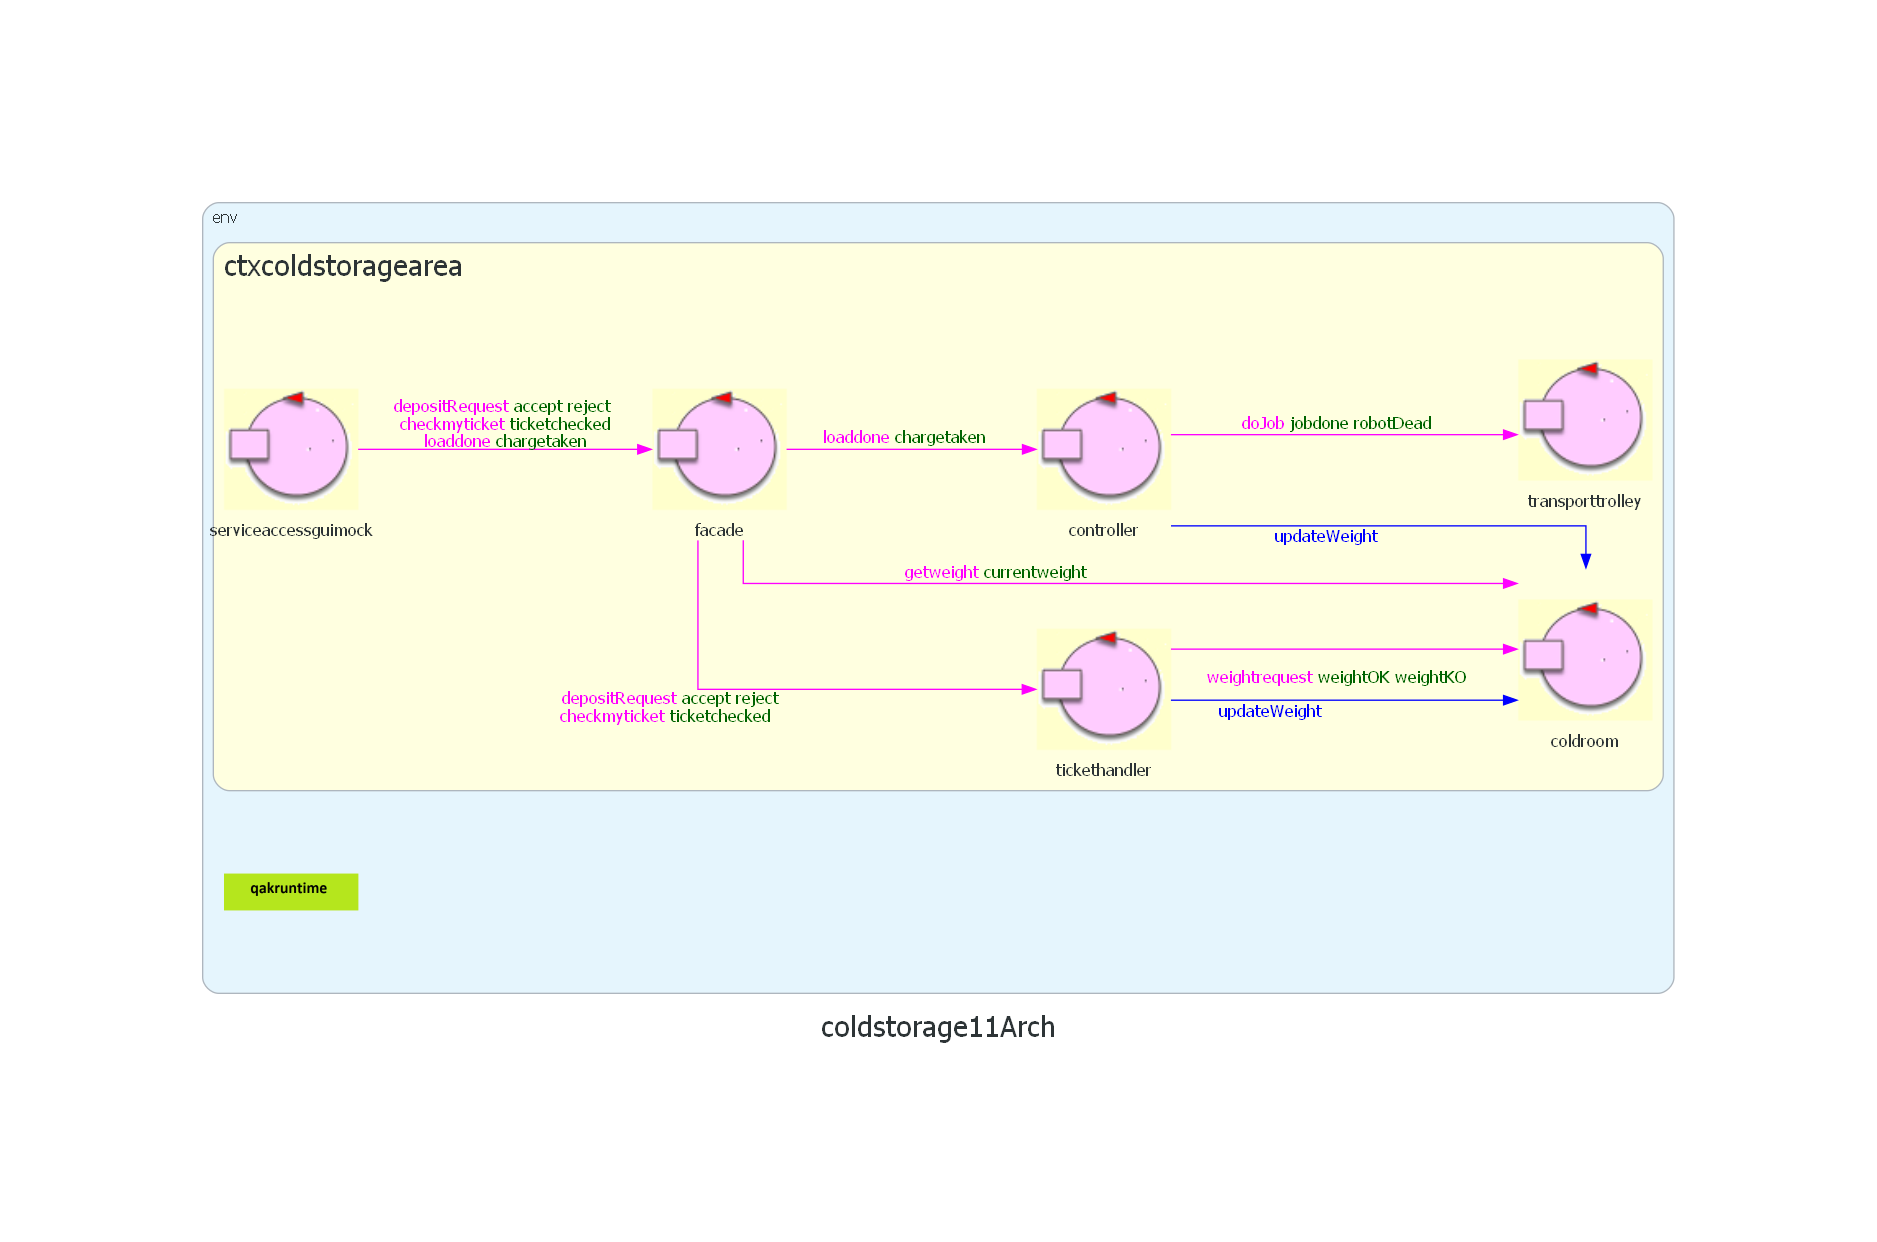 env
ctxcoldstoragearea
depositRequest accept reject
checkmyticket ticketchecked
loaddone chargetaken
loaddone chargetaken
doJob jobdone robotDead
transporttrolley
serviceaccessguimock
facade
controller
updateWeight
getweight currentweight
weightrequest weightOK weightKO
depositRequest accept reject
updateWeight
checkmyticket ticketchecked
coldroom
tickethandler
qakruntime
coldstorage11Arch